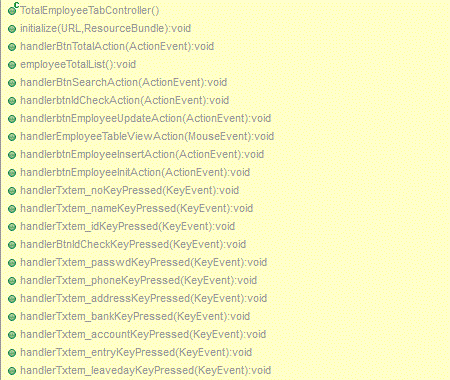 TotalEmployeeTabController()
initialize(URL,ResourceBundle):void
handlerBtnTotalAction(ActionEvent):void
employeeTotalList():void
handlerBtnSearchAction(ActionEvent):void
handlerbtnIdCheckAction(ActionEvent):void
handlerbtnEmployeeUpdateAction(ActionEvent):void
handlerEmployeeTableViewAction(MouseEvent):void
handlerbtnEmployeeInsertAction(ActionEvent):void
handlerbtnEmployeeInitAction(ActionEvent):void
handlerTxtem_noKeyPressed(KeyEvent):void
handlerTxtem_nameKeyPressed(KeyEvent):void
handlerTxtem_idKeyPressed(KeyEvent):void
handlerBtnIdCheckKeyPressed(KeyEvent):void
handlerTxtem_passwdKeyPressed(KeyEvent):void
handlerTxtem_phoneKeyPressed(KeyEvent):void
handlerTxtem_addressKeyPressed(KeyEvent):void
handlerTxtem_bankKeyPressed(KeyEvent):void
handlerTxtem_accountKeyPressed(KeyEvent):void
handlerTxtem_entryKeyPressed(KeyEvent):void
handlerTxtem_leavedayKeyPressed(KeyEvent):void